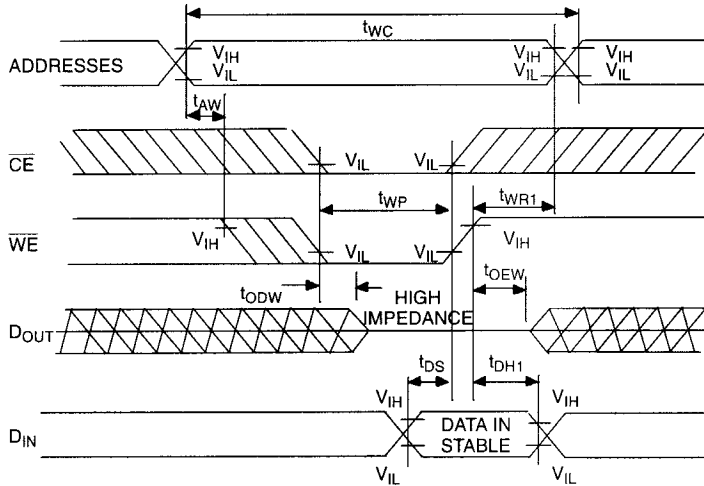 tWC
ADDRESSES VIH VIH VIH
VIL VIL VIL
tAW
CE VIL VIL
tWP tWR1
WE VIH VIL VIL VIH
tODW HIGH tOEW
DOUT IMPEDANCE
tDS tDH1
VIH VIH
DIN DATA IN
STABLE
VIL VIL